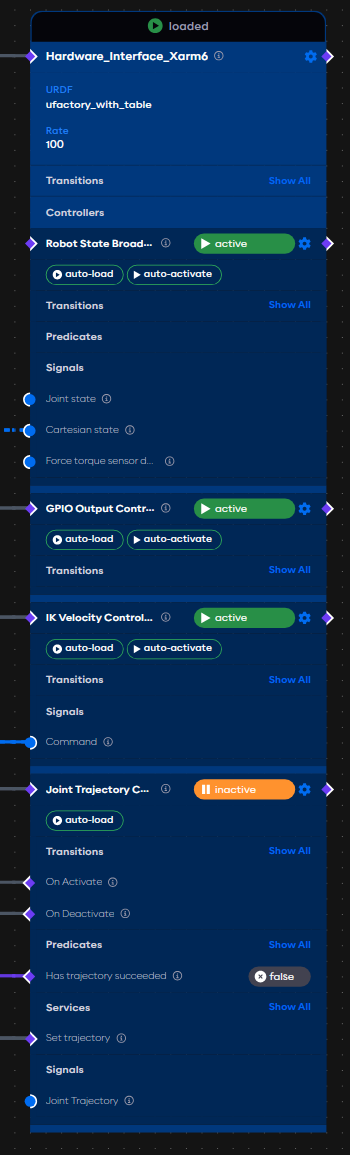 loaded
Hardware_Interface_Xarm6
URDF
ufactory_with_table
Rate
100
Transitions Show All
Controllers
Robot State Broad... active
auto-load auto-activate
Transitions Show All
Predicates
Signals
Joint state
Cartesian state
Force torque sensor d...
GPIO Output Contr... active
auto-load auto-activate
Transitions Show All
IK Velocity Control... active
auto-load auto-activate
Transitions Show All
Signals
Command
Joint Trajectory C... inactive
auto-load
Transitions Show All
On Activate
On Deactivate
Predicates Show All
Has trajectory succeeded false
Services Show All
Set trajectory
Signals
Joint Trajectory